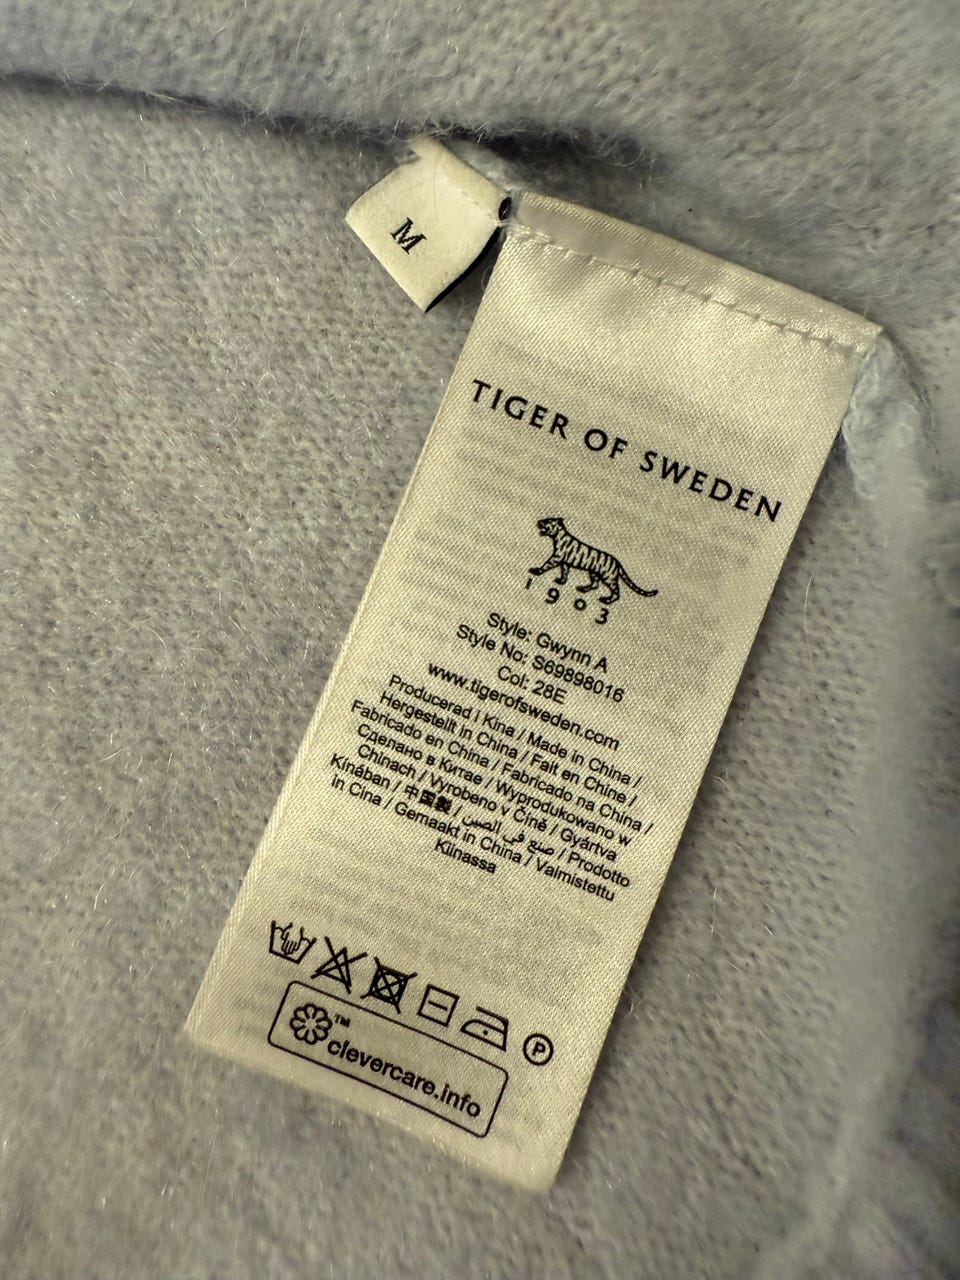 M
TIGER OF SWEDEN
1903
Style: Gwynn A
Style No: S69898016
Col: 28E
www.tigerofsweden.com
Producerad i Kina / Made in China /
Hergestellt in China / Fait en Chine /
Fabricado en China / Fabricado na China /
Сделано в Китае / Wyprodukowano w
Chinach / Vyrobeno v Číně / Gyártva
Kínában / 中国製 / صنع في الصين / Prodotto
in Cina / Gemaakt in China / Valmistettu
Kiinassa
P
™
clevercare.info